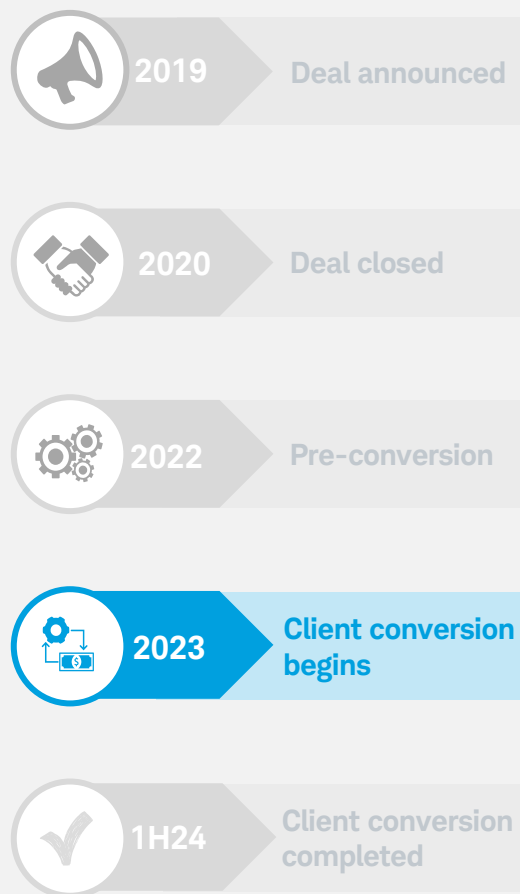 2019
Deal announced
2020
Deal closed
2022
Pre-conversion
2023
Client conversion
begins
1H24
Client conversion
completed